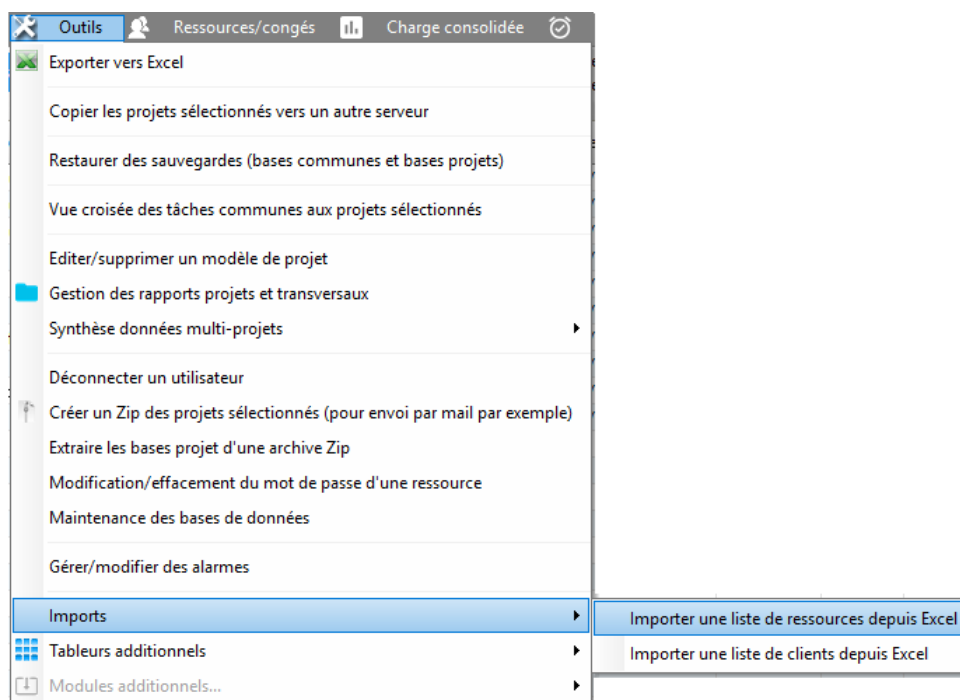 Outils Ressources/congés Charge consolidée
Exporter vers Excel
Copier les projets sélectionnés vers un autre serveur
Restaurer des sauvegardes (bases communes et bases projets)
Vue croisée des tâches communes aux projets sélectionnés
Editer/supprimer un modèle de projet
Gestion des rapports projets et transversaux
Synthèse données multi-projets
Déconnecter un utilisateur
Créer un Zip des projets sélectionnés (pour envoi par mail par exemple)
Extraire les bases projet d'une archive Zip
Modification/effacement du mot de passe d'une ressource
Maintenance des bases de données
Gérer/modifier des alarmes
Imports
Importer une liste de ressources depuis Excel
Tableurs additionnels
Importer une liste de clients depuis Excel
Modules additionnels...